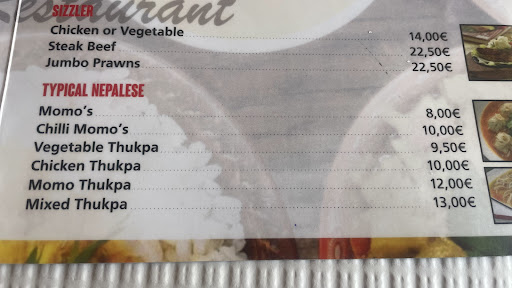 Restaurant
SIZZLER
Chicken or Vegetable 14,00€
Steak Beef 22,50€
Jumbo Prawns 22,50€
TYPICAL NEPALESE
Momo's 8,00€
Chilli Momo's 10,00€
Vegetable Thukpa 9,50€
Chicken Thukpa 10,00€
Momo Thukpa 12,00€
Mixed Thukpa 13,00€